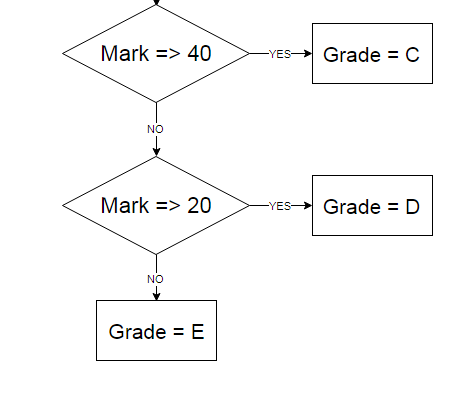 Mark => 40
YES
Grade = C
NO
Mark => 20
YES
Grade = D
NO
Grade = E